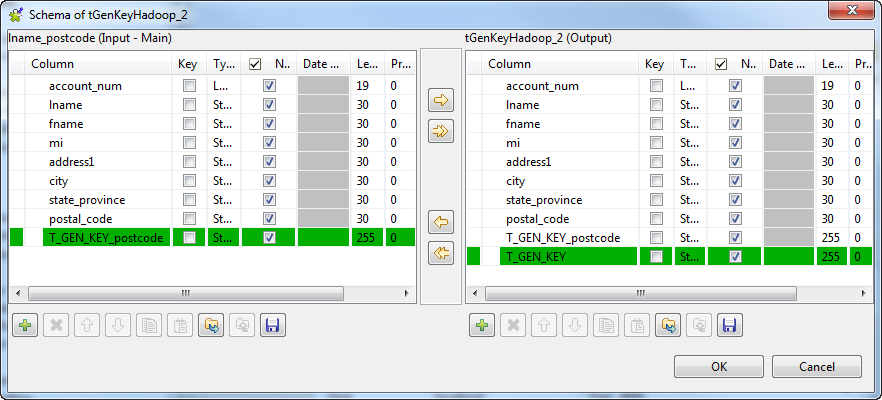 Schema of tGenKeyHadoop_2
lname_postcode (Input - Main)
Column Key Ty... N.. Date ... Le... Pr...
account_num L... 19 0
lname St... 30 0
fname St... 30 0
mi St... 30 0
address1 St... 30 0
city St... 30 0
state_province St... 30 0
postal_code St... 30 0
T_GEN_KEY_postcode St... 255 0
tGenKeyHadoop_2 (Output)
Column Key T... N.. Date ... Le... Pr...
account_num L... 19 0
lname St... 30 0
fname St... 30 0
mi St... 30 0
address1 St... 30 0
city St... 30 0
state_province St... 30 0
postal_code St... 30 0
T_GEN_KEY_postcode St... 255 0
T_GEN_KEY St... 255 0
OK Cancel